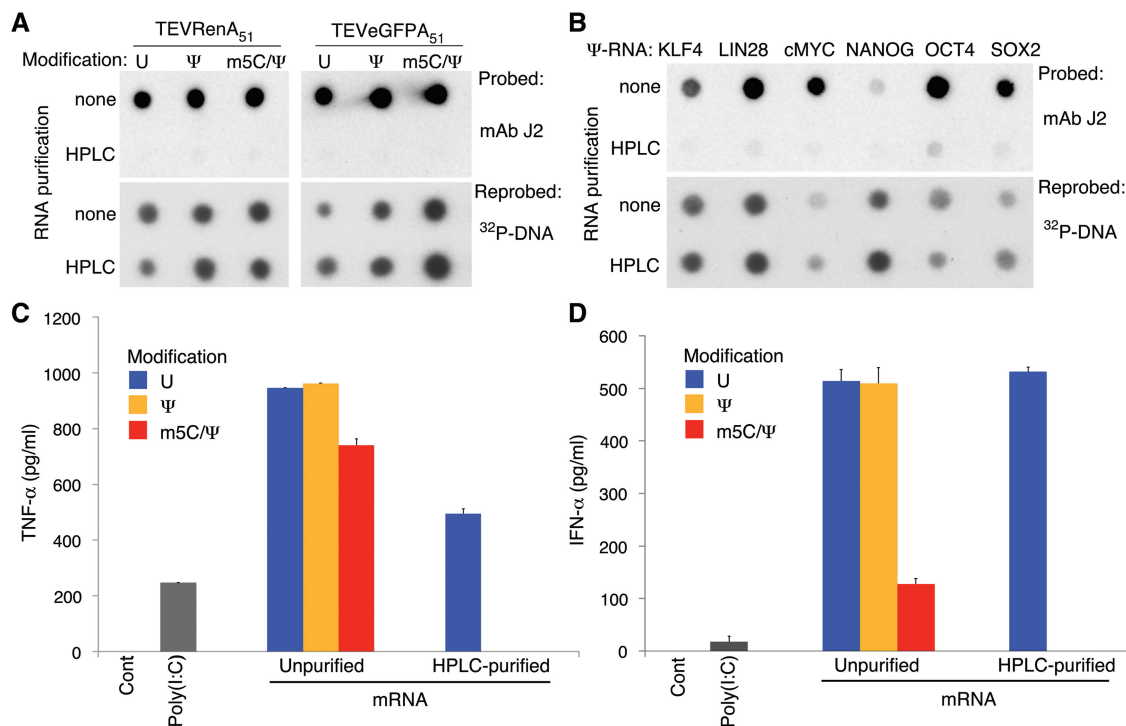 A
TEVRenA51
TEVeGFPA51
Modification: U Ψ m5C/Ψ U Ψ m5C/Ψ
Probed:
none
mAb J2
HPLC
RNA purification
Reprobed:
none
32P-DNA
HPLC
B
Ψ-RNA: KLF4 LIN28 cMYC NANOG OCT4 SOX2
Probed:
none
mAb J2
HPLC
RNA purification
Reprobed:
none
32P-DNA
HPLC
C
1200
1000
800
600
400
200
0
TNF-α (pg/ml)
Modification
U
Ψ
m5C/Ψ
Cont
Poly(I:C)
Unpurified
HPLC-purified
mRNA
D
600
500
400
300
200
100
0
IFN-α (pg/ml)
Modification
U
Ψ
m5C/Ψ
Cont
Poly(I:C)
Unpurified
HPLC-purified
mRNA